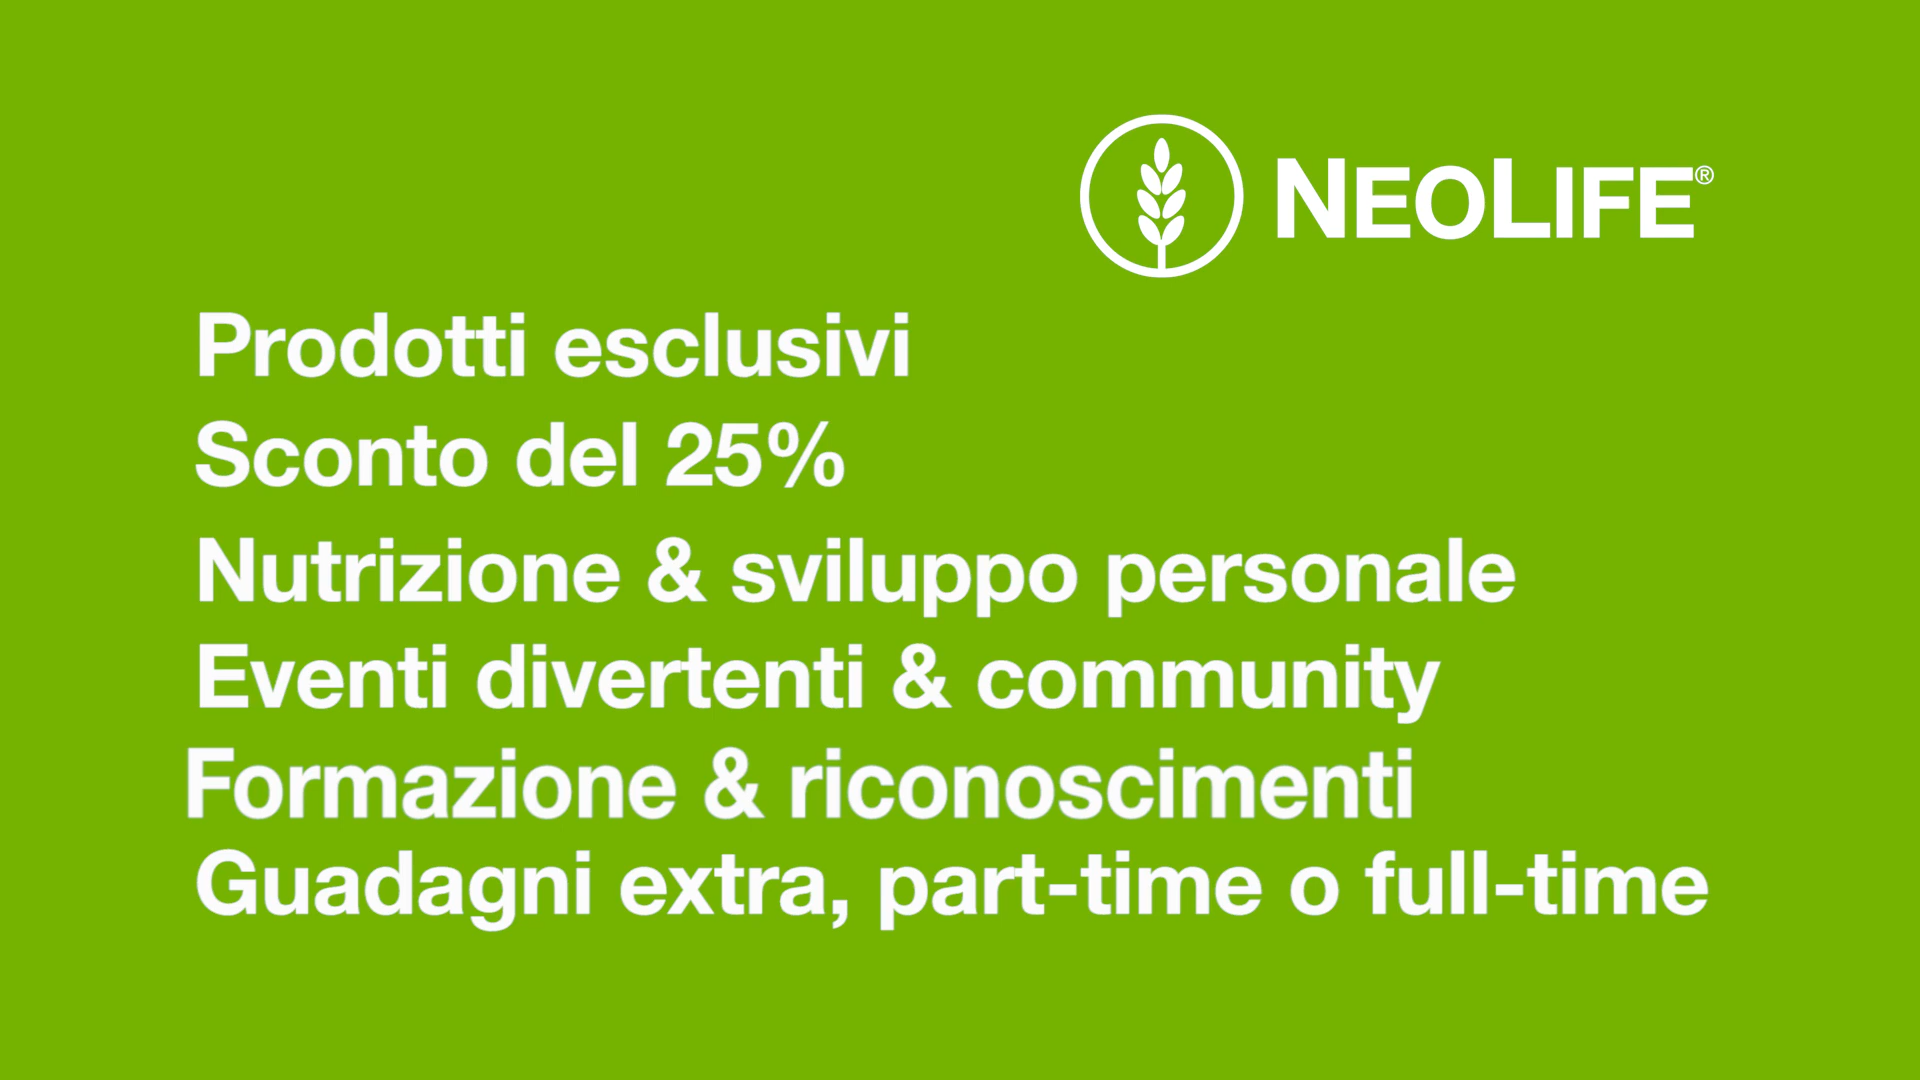 NEOLIFE®
Prodotti esclusivi
Sconto del 25%
Nutrizione & sviluppo personale
Eventi divertenti & community
Formazione & riconoscimenti
Guadagni extra, part-time o full-time